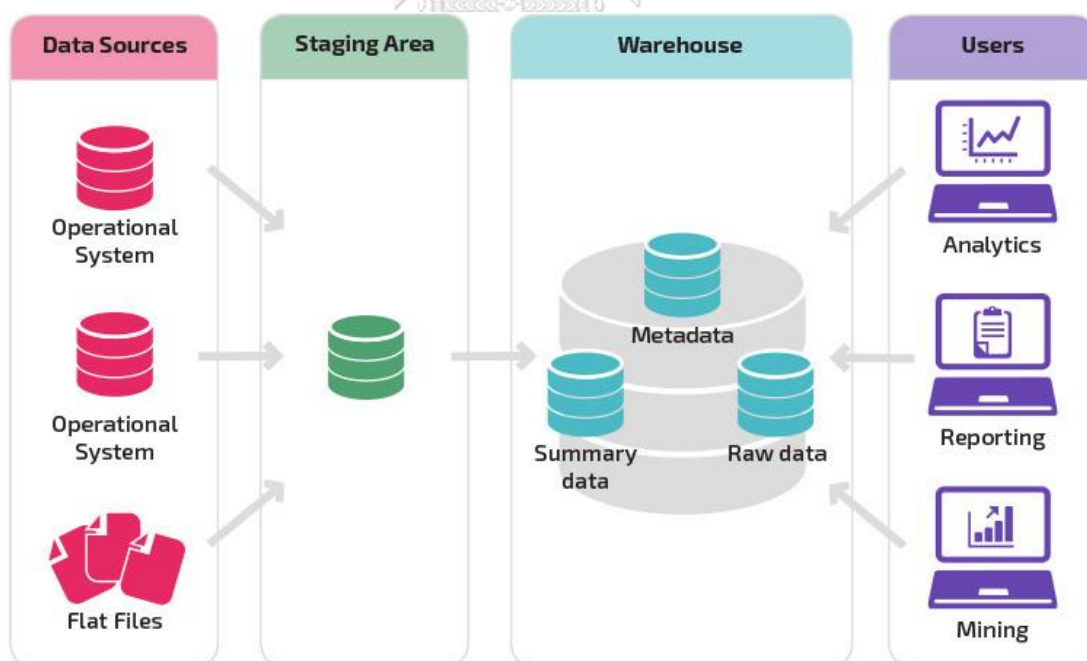 Data Sources
Staging Area
Warehouse
Users
Operational
System
Operational
System
Flat Files
Metadata
Summary
data
Raw data
Analytics
Reporting
Mining